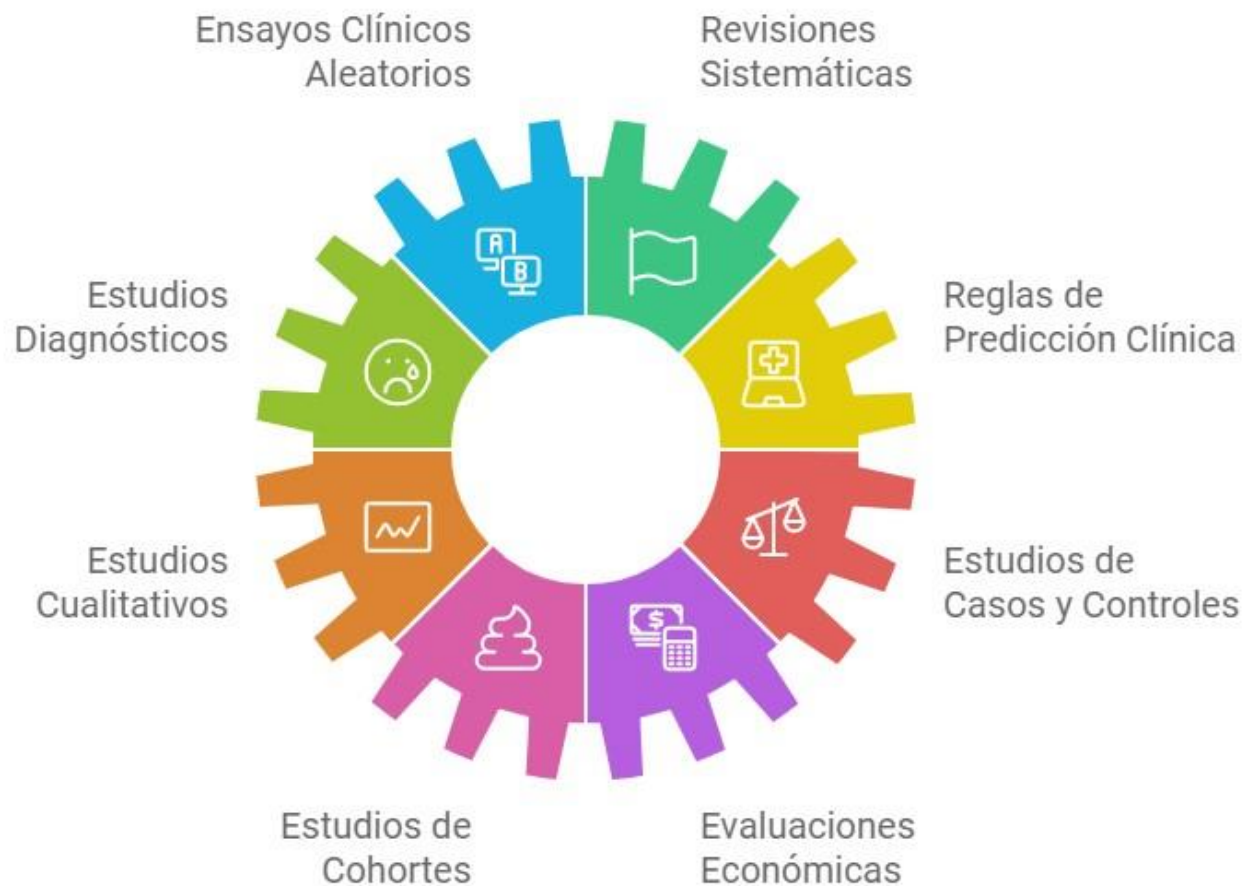 Ensayos Clínicos
Aleatorios
Revisiones
Sistemáticas
A
B
Estudios
Diagnósticos
Reglas de
Predicción Clínica
Estudios
Cualitativos
Estudios de
Casos y Controles
$
Estudios de
Cohortes
Evaluaciones
Económicas